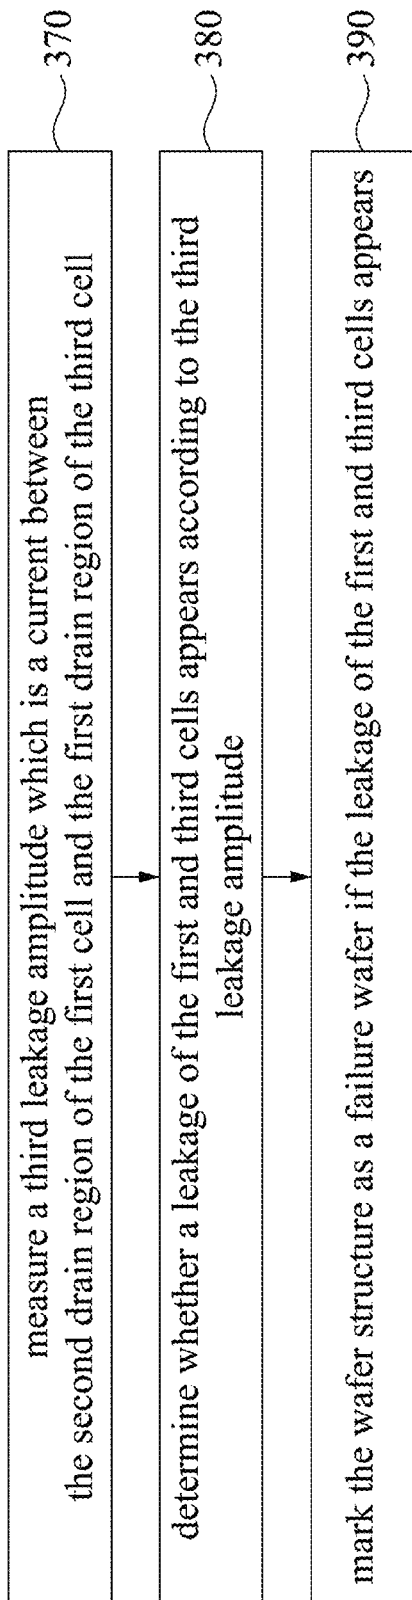 measure a third leakage amplitude which is a current between
the second drain region of the first cell and the first drain region of the third cell
370
determine whether a leakage of the first and third cells appears according to the third
leakage amplitude
380
mark the wafer structure as a failure wafer if the leakage of the first and third cells appears
390